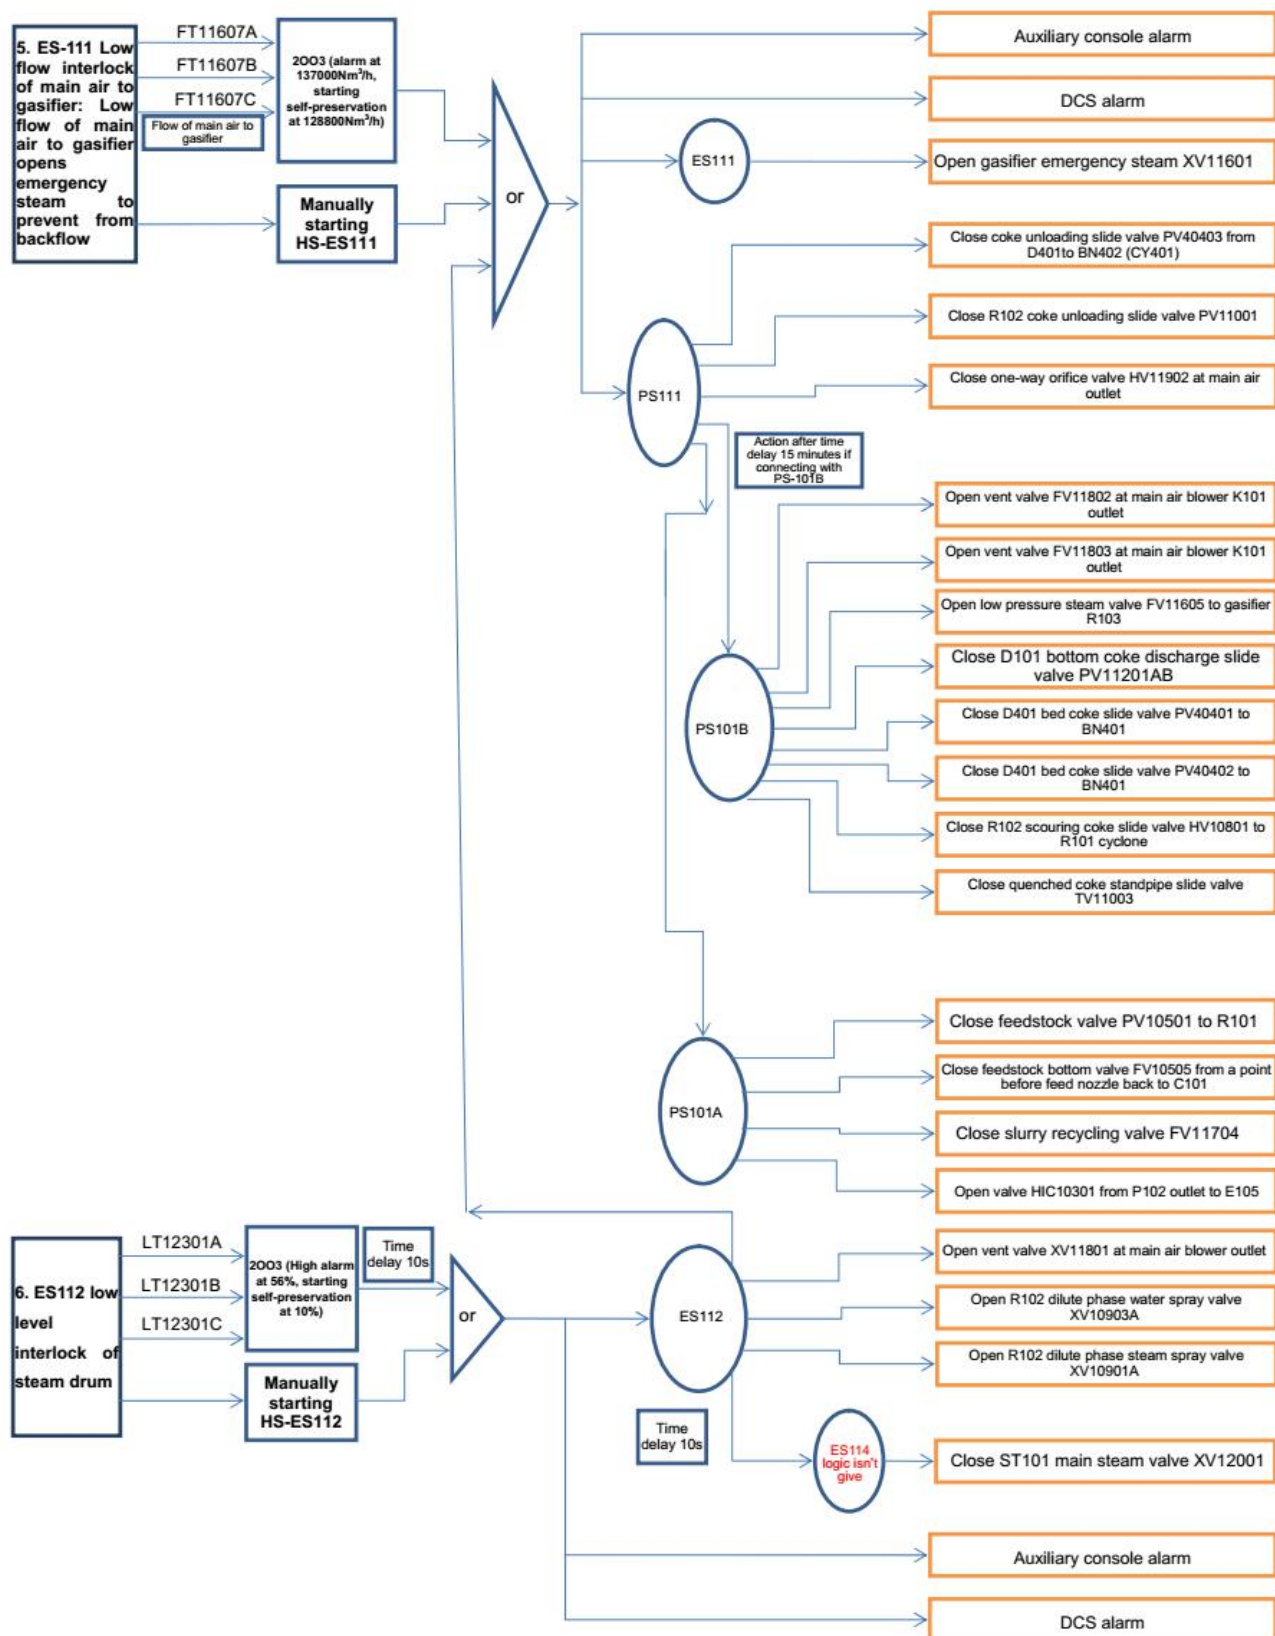 5. ES-111 Low
flow interlock
of main air to
gasifier: Low
flow of main
air to gasifier
opens
emergency
steam to
prevent from
backflow
FT11607A
FT11607B
FT11607C
Flow of main air to
gasifier
2OO3 (alarm at
137000Nm³/h,
starting
self-preservation
at 128800Nm³/h)
Manually
starting
HS-ES111
or
Auxiliary console alarm
DCS alarm
ES111
Open gasifier emergency steam XV11601
Close coke unloading slide valve PV40403 from
D401to BN402 (CY401)
Close R102 coke unloading slide valve PV11001
PS111
Close one-way orifice valve HV11902 at main air
outlet
Action after time
delay 15 minutes if
connecting with
PS-101B
Open vent valve FV11802 at main air blower K101
outlet
Open vent valve FV11803 at main air blower K101
outlet
Open low pressure steam valve FV11605 to gasifier
R103
Close D101 bottom coke discharge slide
valve PV11201AB
PS101B
Close D401 bed coke slide valve PV40401 to
BN401
Close D401 bed coke slide valve PV40402 to
BN401
Close R102 scouring coke slide valve HV10801 to
R101 cyclone
Close quenched coke standpipe slide valve
TV11003
Close feedstock valve PV10501 to R101
Close feedstock bottom valve FV10505 from a point
before feed nozzle back to C101
PS101A
Close slurry recycling valve FV11704
Open valve HIC10301 from P102 outlet to E105
6. ES112 low
level
interlock of
steam drum
LT12301A
LT12301B
LT12301C
2OO3 (High alarm
at 56%, starting
self-preservation
at 10%)
Time
delay 10s
Manually
starting
HS-ES112
or
ES112
Open vent valve XV11801 at main air blower outlet
Open R102 dilute phase water spray valve
XV10903A
Open R102 dilute phase steam spray valve
XV10901A
Time
delay 10s
ES114
logic isn't
give
Close ST101 main steam valve XV12001
Auxiliary console alarm
DCS alarm